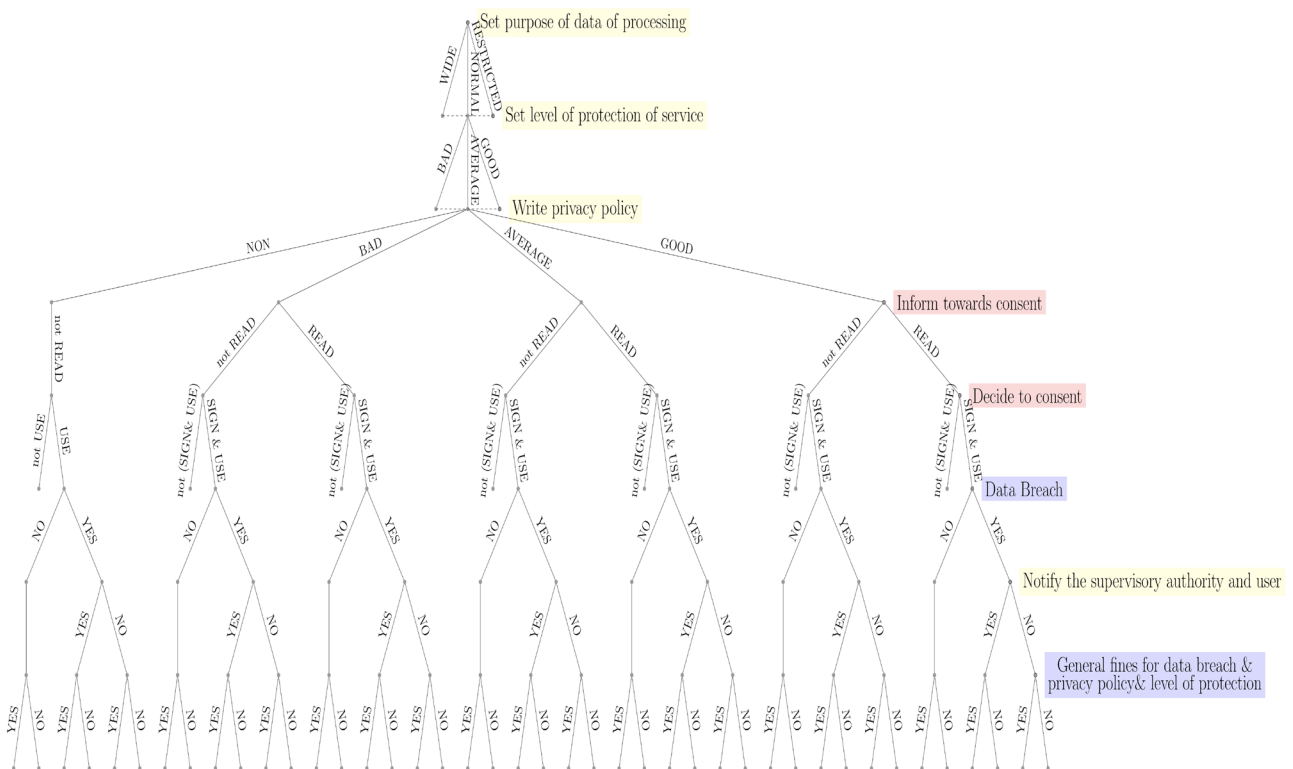 Set purpose of data of processing
WIDE
NORMAL
RESTRICTED
Set level of protection of service
BAD
AVERAGE
GOOD
Write privacy policy
NON
BAD
AVERAGE
GOOD
Inform towards consent
not READ
not READ
READ
not READ
READ
not READ
READ
Decide to consent
not USE
USE
not (SIGN& USE)
SIGN & USE
not (SIGN& USE)
SIGN & USE
not (SIGN& USE)
SIGN & USE
not (SIGN& USE)
SIGN & USE
not (SIGN& USE)
SIGN & USE
not (SIGN& USE)
SIGN & USE
Data Breach
NO
YES
NO
YES
NO
YES
NO
YES
NO
YES
NO
YES
NO
YES
Notify the supervisory authority and user
YES
NO
YES
NO
YES
NO
YES
NO
YES
NO
YES
NO
YES
NO
General fines for data breach &
privacy policy& level of protection
YES
NO
YES
NO
YES
NO
YES
NO
YES
NO
YES
NO
YES
NO
YES
NO
YES
NO
YES
NO
YES
NO
YES
NO
YES
NO
YES
NO
YES
NO
YES
NO
YES
NO
YES
NO
YES
NO
YES
NO
YES
NO